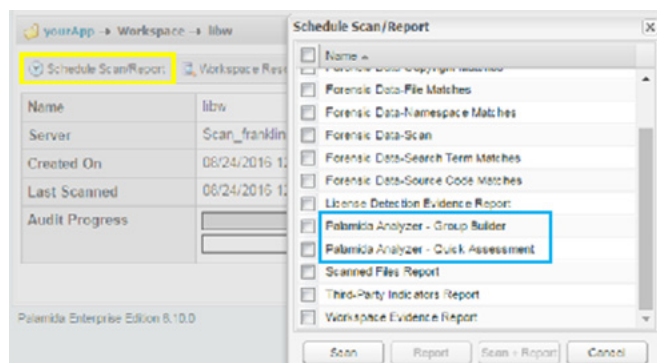 yourApp → Workspace → libw
Schedule Scan/Report
Workspace
Name libw
Server Scan_franklin
Created On 08/24/2016
Last Scanned 08/24/2016
Audit Progress
Palamida Enterprise Edition 6.10.0
Schedule Scan/Report
Name
Forensic Data-Copyright Matches
Forensic Data-File Matches
Forensic Data-Namespace Matches
Forensic Data-Scan
Forensic Data-Search Term Matches
Forensic Data-Source Code Matches
License Detection Evidence Report
Palamida Analyzer - Group Builder
Palamida Analyzer - Quick Assessment
Scanned Files Report
Third-Party Indicators Report
Workspace Evidence Report
Scan Report Scan + Report Cancel